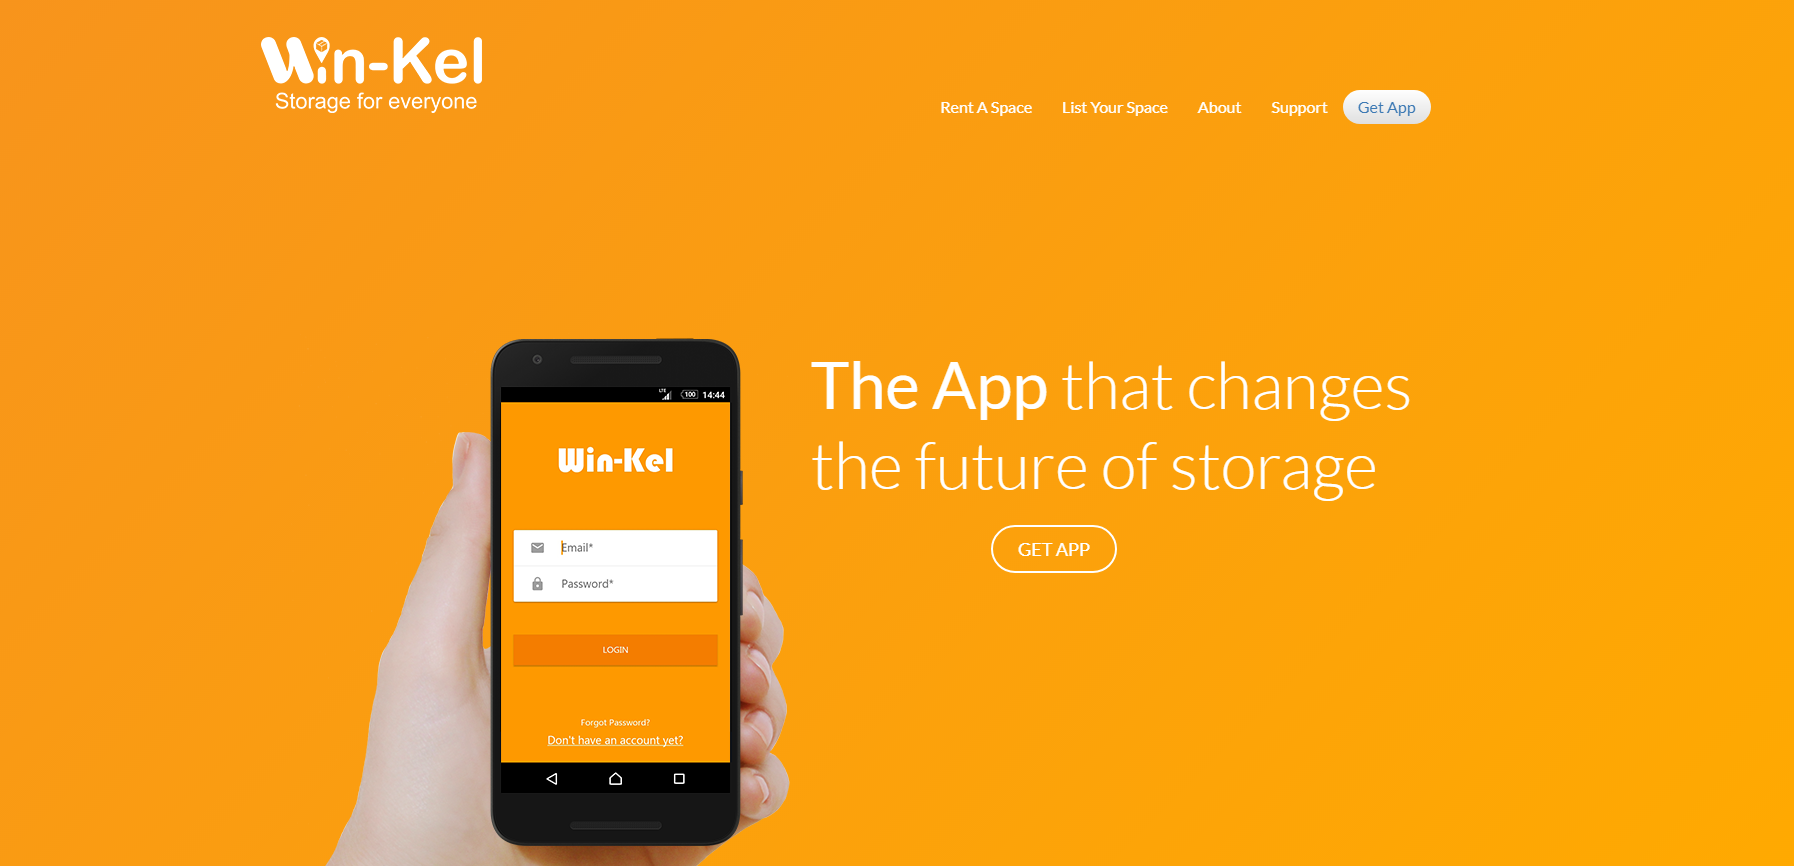 Win-Kel
Storage for everyone
Rent A Space List Your Space About Support Get App
The App that changes
the future of storage
GET APP
LTE 100 14:44
Win-Kel
Email*
Password*
LOGIN
Forgot Password?
Don't have an account yet?